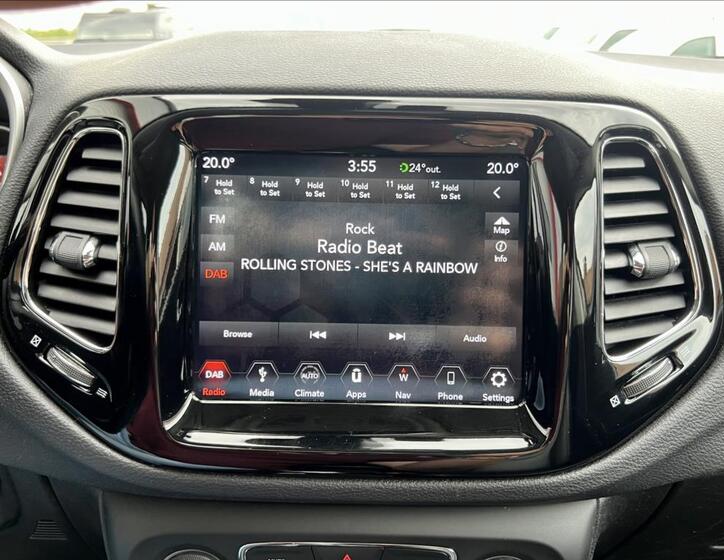 20.0° 3:55 24°out. 20.0°
7 Hold to Set 8 Hold to Set 9 Hold to Set 10 Hold to Set 11 Hold to Set 12 Hold to Set
FM
Rock
Map
AM
Radio Beat
Info
DAB
ROLLING STONES - SHE'S A RAINBOW
Browse Audio
DAB AUTO W
Radio Media Climate Apps Nav Phone Settings